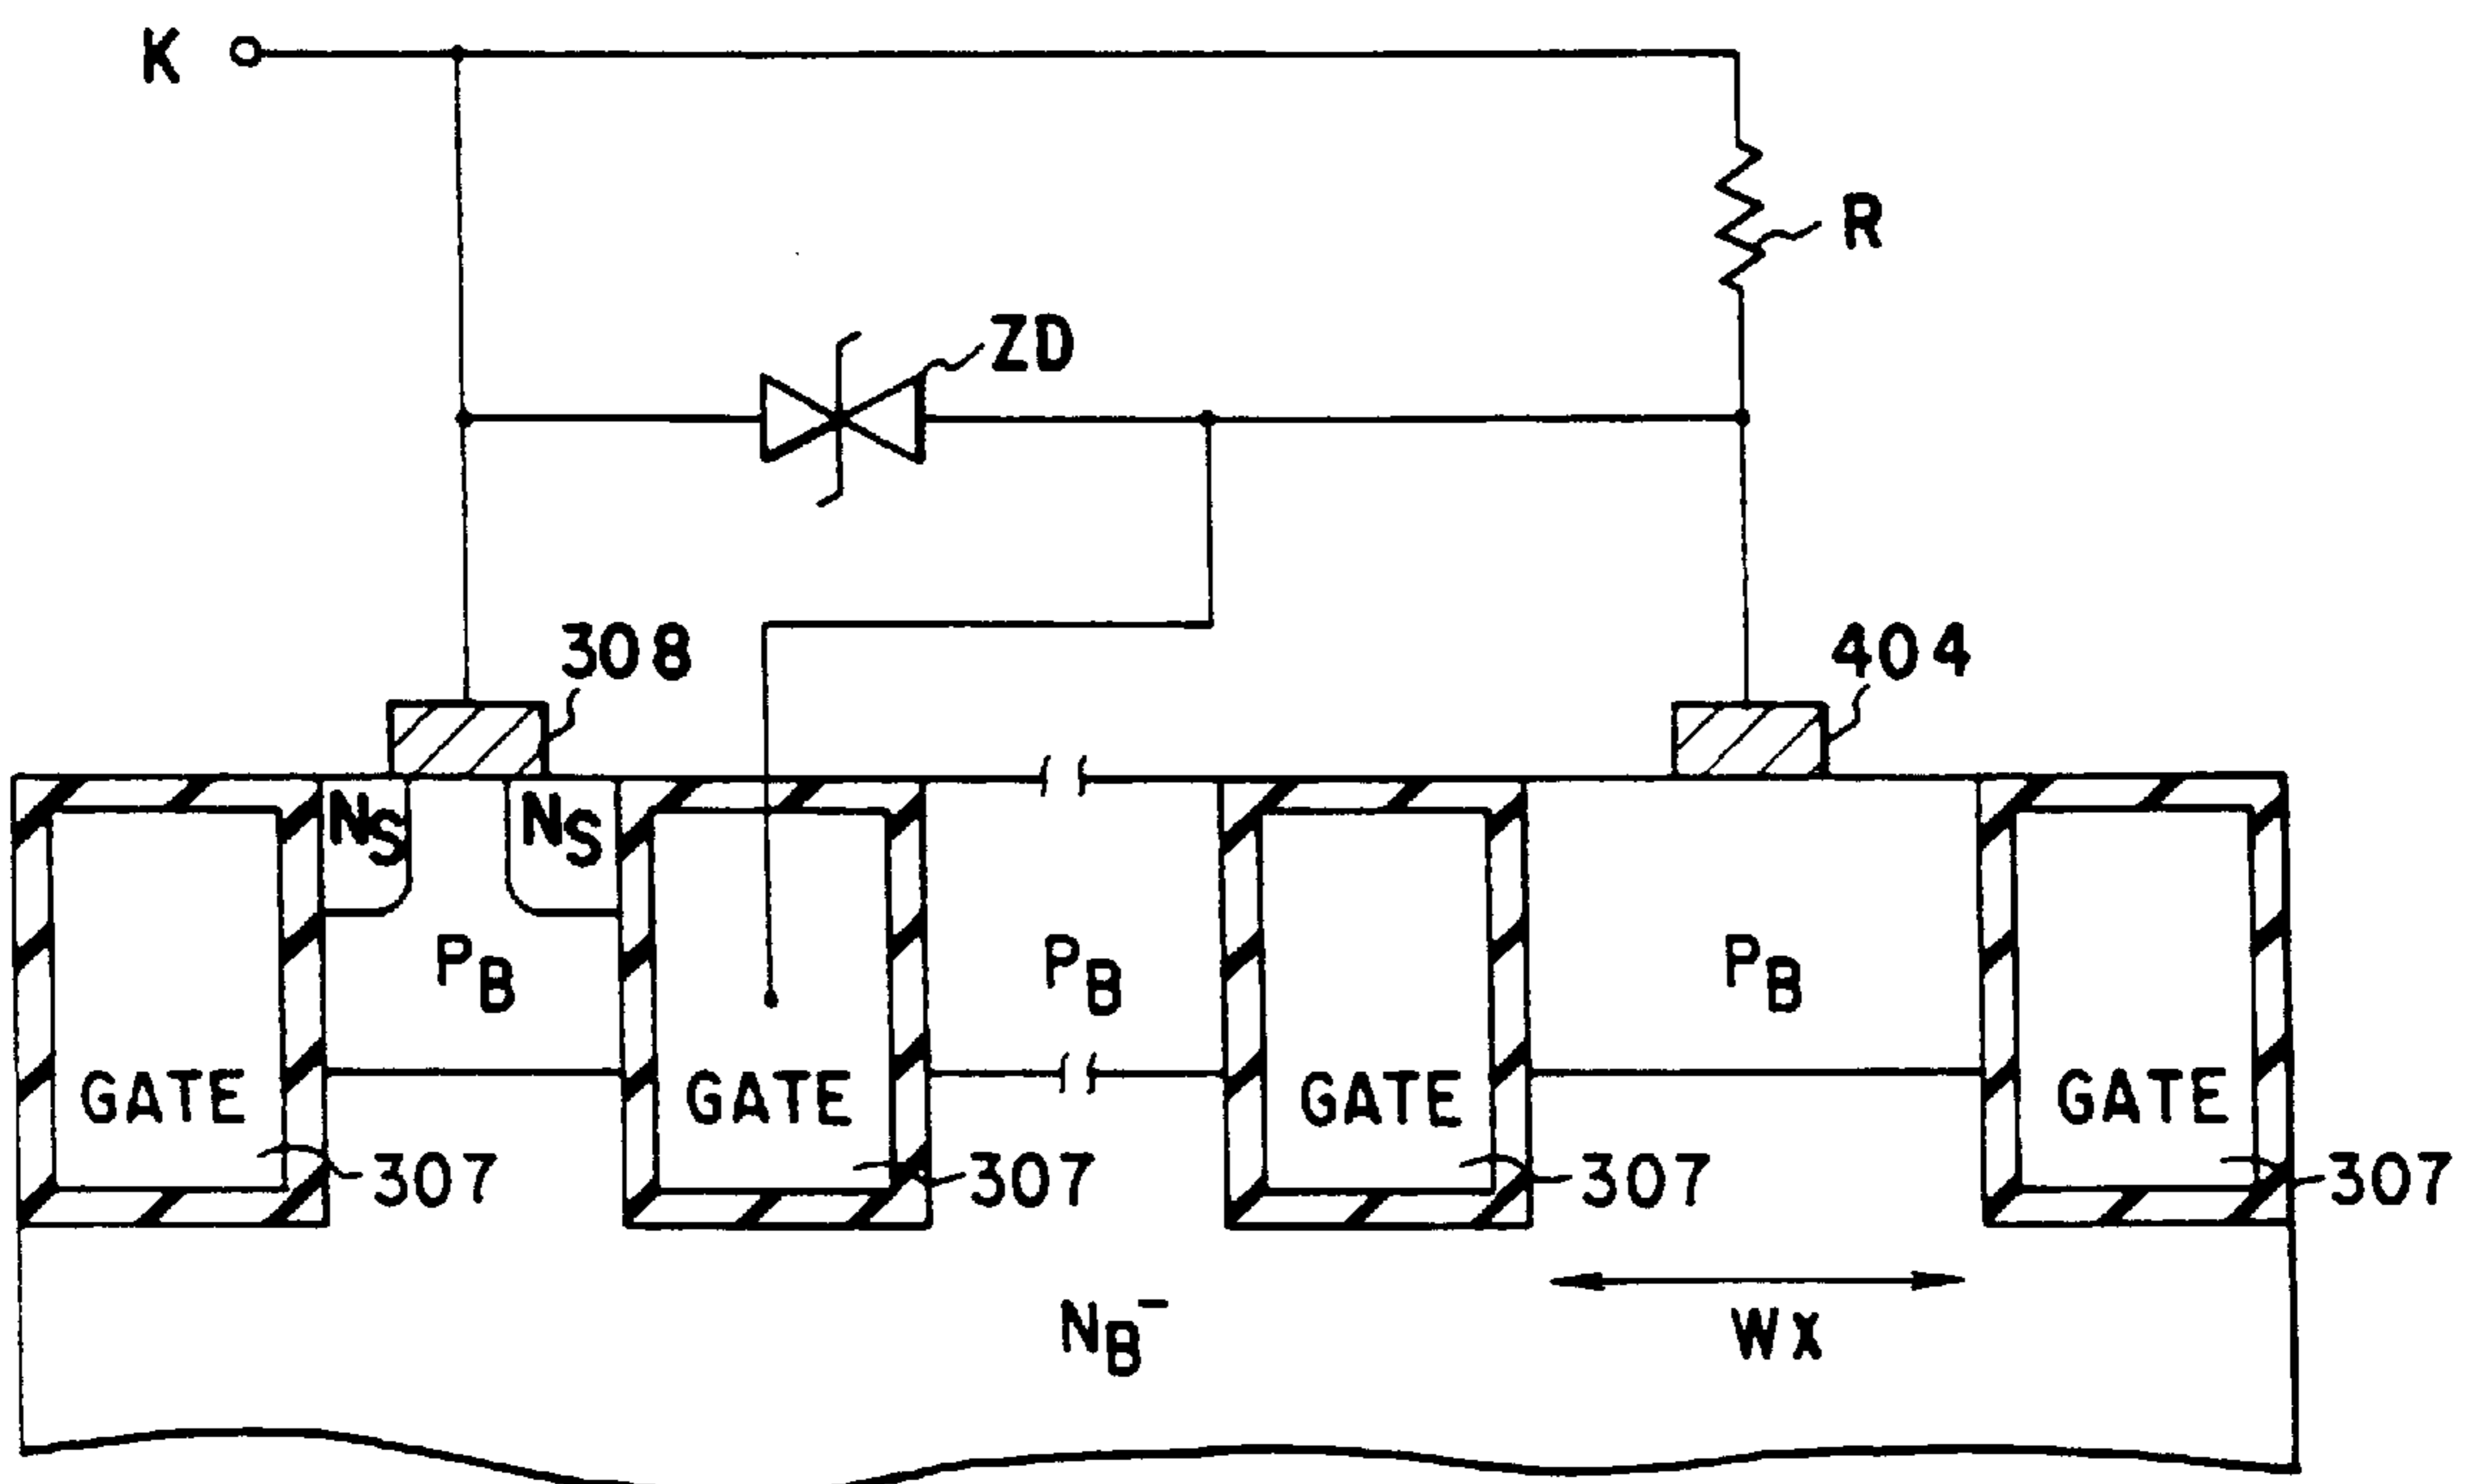 K
R
ZD
308
404
NS NS
PB PB PB
GATE GATE GATE GATE
307 307 307 307
NB⁻
WX